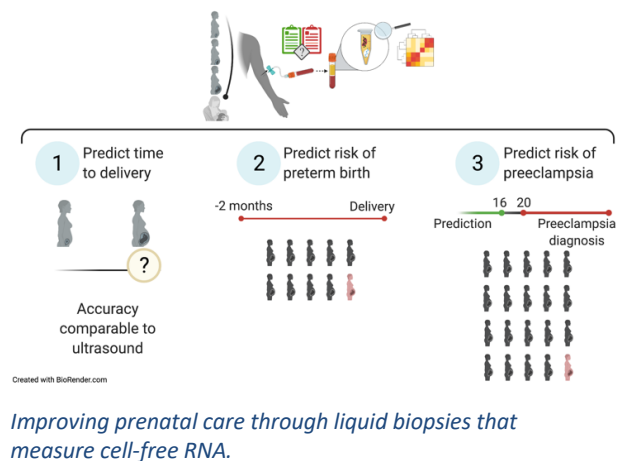 ?
1 Predict time
to delivery
?
Accuracy
comparable to
ultrasound
2 Predict risk of
preterm birth
-2 months Delivery
3 Predict risk of
preeclampsia
16 20
Prediction Preeclampsia
diagnosis
Created with BioRender.com
Improving prenatal care through liquid biopsies that
measure cell-free RNA.